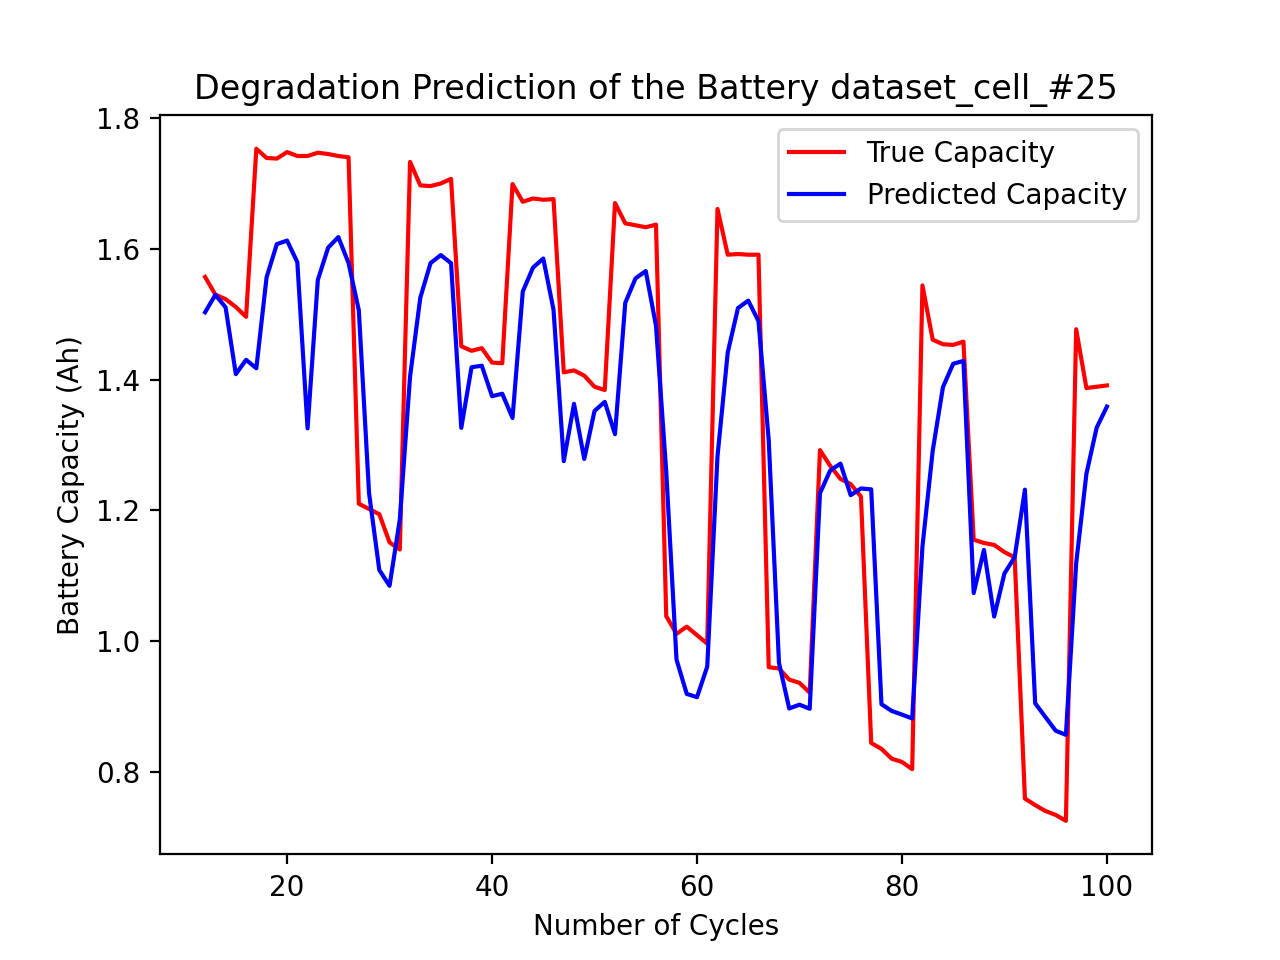 Degradation Prediction of the Battery dataset_cell_#25
True Capacity
Predicted Capacity
Battery Capacity (Ah)
1.8
1.6
1.4
1.2
1.0
0.8
20 40 60 80 100
Number of Cycles